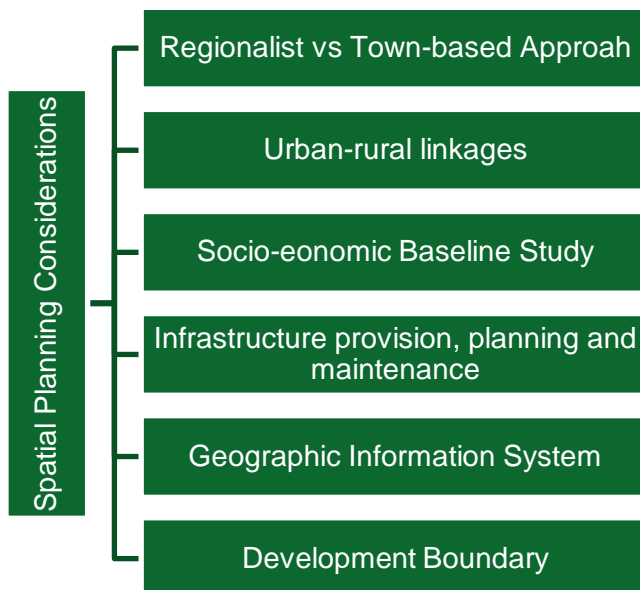 Spatial Planning Considerations
Regionalist vs Town-based Approah
Urban-rural linkages
Socio-eonomic Baseline Study
Infrastructure provision, planning and
maintenance
Geographic Information System
Development Boundary